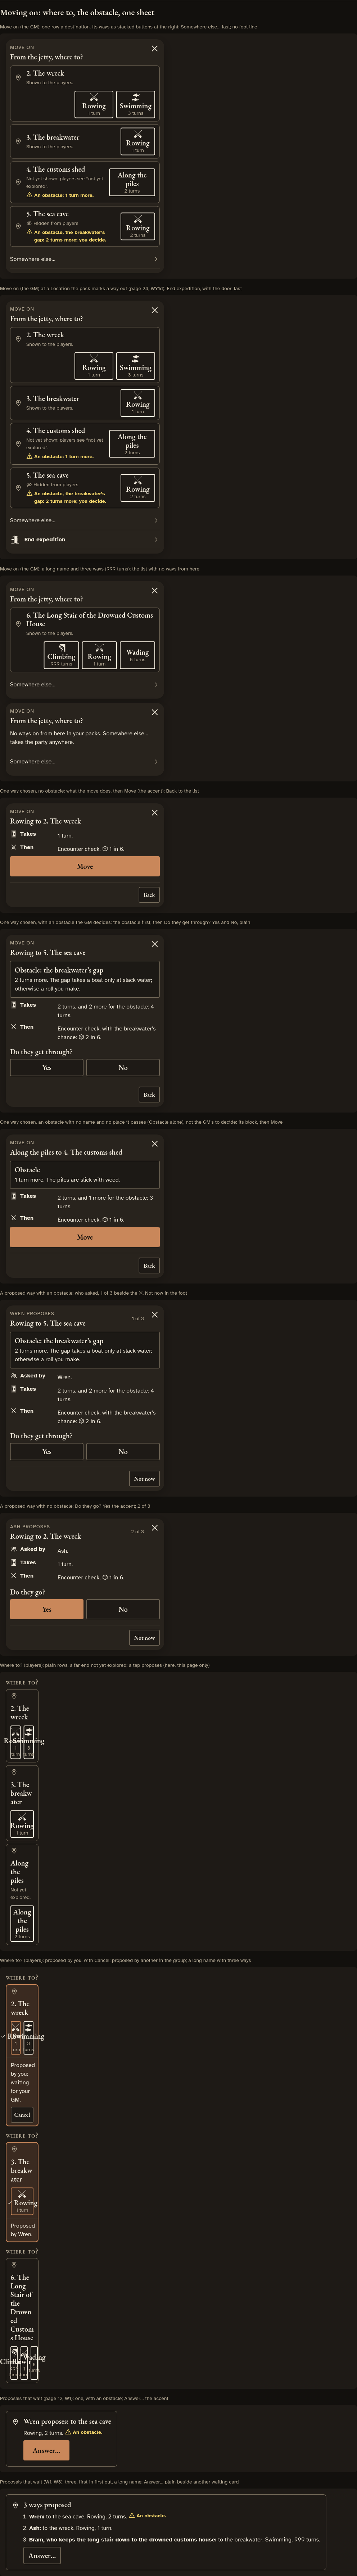 Moving on: where to, the obstacle, one sheet
Move on (the GM): one row a destination, its ways as stacked buttons at the right; Somewhere else… last; no foot line
MOVE ON
From the jetty, where to?
2. The wreck
Shown to the players.
Rowing
1 turn
Swimming
3 turns
3. The breakwater
Shown to the players.
Rowing
1 turn
4. The customs shed
Not yet shown: players see “not yet
explored”.
An obstacle: 1 turn more.
Along the
piles
2 turns
5. The sea cave
Hidden from players
An obstacle, the breakwater’s
gap: 2 turns more; you decide.
Rowing
2 turns
Somewhere else…
Move on (the GM) at a Location the pack marks a way out (page 24, WY16): End expedition, with the door, last
MOVE ON
From the jetty, where to?
2. The wreck
Shown to the players.
Rowing
1 turn
Swimming
3 turns
3. The breakwater
Shown to the players.
Rowing
1 turn
4. The customs shed
Not yet shown: players see “not yet
explored”.
An obstacle: 1 turn more.
Along the
piles
2 turns
5. The sea cave
Hidden from players
An obstacle, the breakwater’s
gap: 2 turns more; you decide.
Rowing
2 turns
Somewhere else…
End expedition
Move on (the GM): a long name and three ways (999 turns); the list with no ways from here
MOVE ON
From the jetty, where to?
6. The Long Stair of the Drowned Customs
House
Shown to the players.
Climbing
999 turns
Rowing
1 turn
Wading
6 turns
Somewhere else…
MOVE ON
From the jetty, where to?
No ways on from here in your packs. Somewhere else…
takes the party anywhere.
Somewhere else…
One way chosen, no obstacle: what the move does, then Move (the accent); Back to the list
MOVE ON
Rowing to 2. The wreck
Takes
1 turn.
Then
Encounter check, 1 in 6.
Move
Back
One way chosen, with an obstacle the GM decides: the obstacle first, then Do they get through? Yes and No, plain
MOVE ON
Rowing to 5. The sea cave
Obstacle: the breakwater’s gap
2 turns more. The gap takes a boat only at slack water;
otherwise a roll you make.
Takes
2 turns, and 2 more for the obstacle: 4
turns.
Then
Encounter check, with the breakwater’s
chance: 2 in 6.
Do they get through?
Yes
No
Back
One way chosen, an obstacle with no name and no place it passes (Obstacle alone), not the GM’s to decide: its block, then Move
MOVE ON
Along the piles to 4. The customs shed
Obstacle
1 turn more. The piles are slick with weed.
Takes
2 turns, and 1 more for the obstacle: 3
turns.
Then
Encounter check, 1 in 6.
Move
Back
A proposed way with an obstacle: who asked, 1 of 3 beside the X, Not now in the foot
WREN PROPOSES
1 of 3
Rowing to 5. The sea cave
Obstacle: the breakwater’s gap
2 turns more. The gap takes a boat only at slack water;
otherwise a roll you make.
Asked by
Wren.
Takes
2 turns, and 2 more for the obstacle: 4
turns.
Then
Encounter check, with the breakwater’s
chance: 2 in 6.
Do they get through?
Yes
No
Not now
A proposed way with no obstacle: Do they go? Yes the accent; 2 of 3
ASH PROPOSES
2 of 3
Rowing to 2. The wreck
Asked by
Ash.
Takes
1 turn.
Then
Encounter check, 1 in 6.
Do they go?
Yes
No
Not now
Where to? (players): plain rows, a far end not yet explored; a tap proposes (here, this page only)
WHERE TO?
2. The
wreck
Rowing
1
turn
Swimming
3
turns
3. The
breakw
ater
Rowing
1 turn
Along
the
piles
Not yet
explored.
Along
the
piles
2 turns
Where to? (players): proposed by you, with Cancel; proposed by another in the group; a long name with three ways
WHERE TO?
2. The
wreck
Swimming
Proposed
by you:
waiting
for your
GM.
Cancel
WHERE TO?
3. The
breakw
ater
Rowing
1 turn
Proposed
by Wren.
WHERE TO?
6. The
Long
Stair of
the
Drown
ed
Custom
s House
Wading
Proposals that wait (page 12, W1): one, with an obstacle; Answer… the accent
Wren proposes: to the sea cave
Rowing, 2 turns. An obstacle.
Answer…
Proposals that wait (W1, W3): three, first in first out, a long name; Answer… plain beside another waiting card
3 ways proposed
1. Wren: to the sea cave. Rowing, 2 turns. An obstacle.
2. Ash: to the wreck. Rowing, 1 turn.
3. Bram, who keeps the long stair down to the drowned customs house: to the breakwater. Swimming, 999 turns.
Answer…